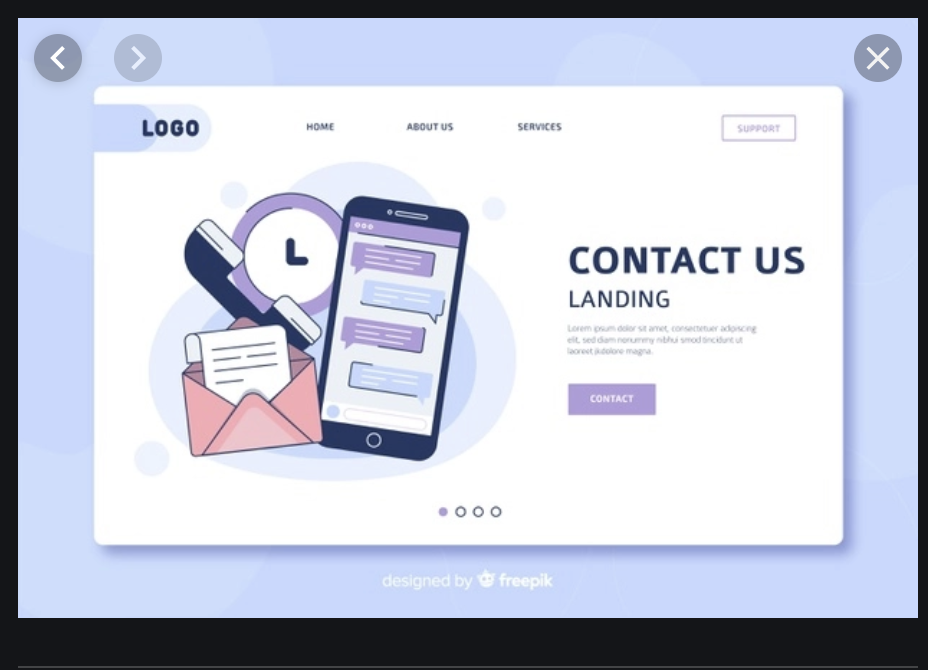 LOGO
HOME ABOUT US SERVICES SUPPORT
CONTACT US
LANDING
Lorem ipsum dolor sit amet, consectetuer adipiscing
elit, sed diam nonummy nibhui smod tincidunt ut
laoreet jkdolore magna.
CONTACT
designed by freepik